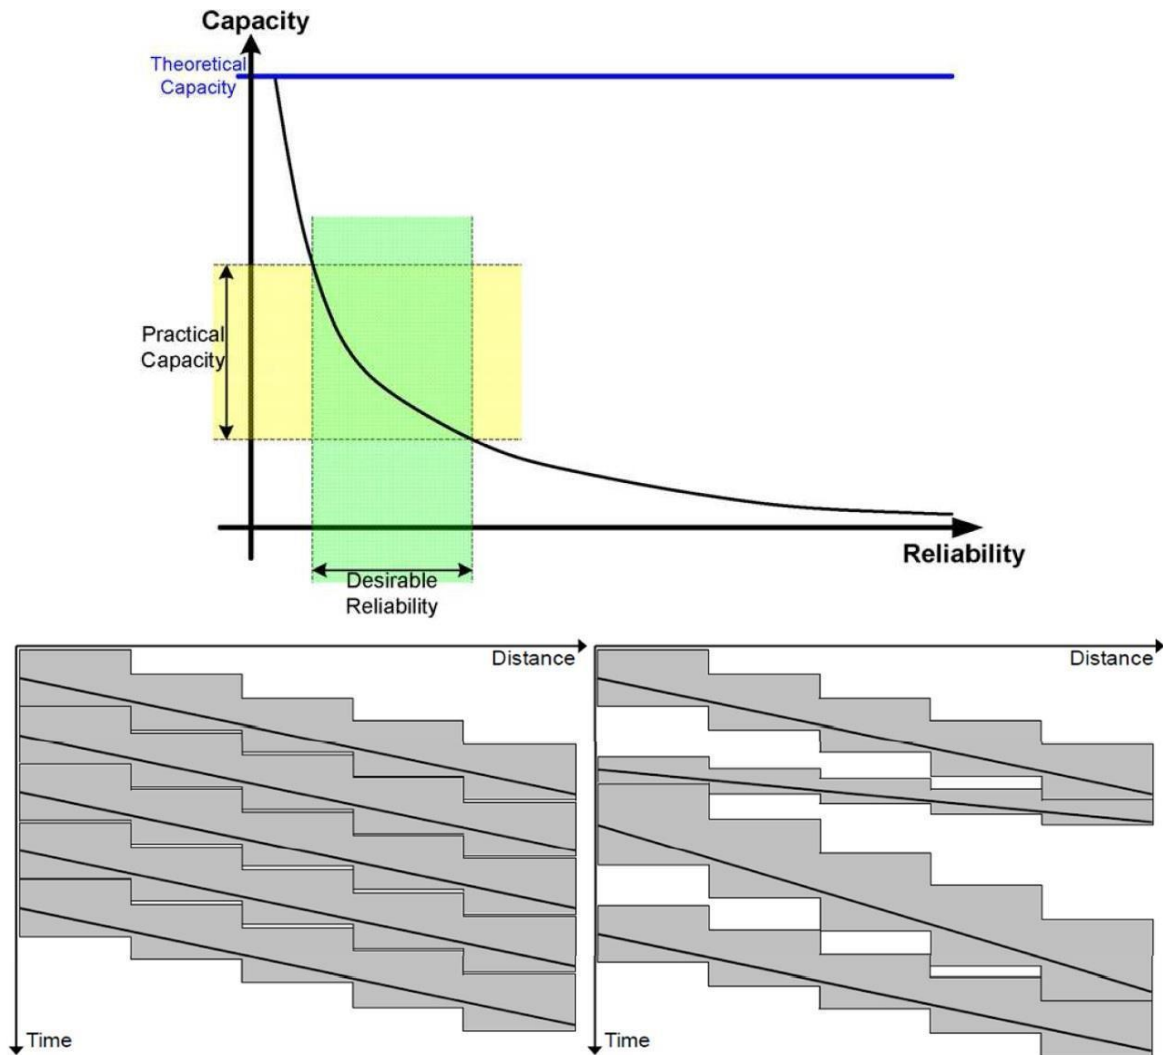 Capacity
Theoretical
Capacity
Practical
Capacity
Reliability
Desirable
Reliability
Distance
Time
Distance
Time